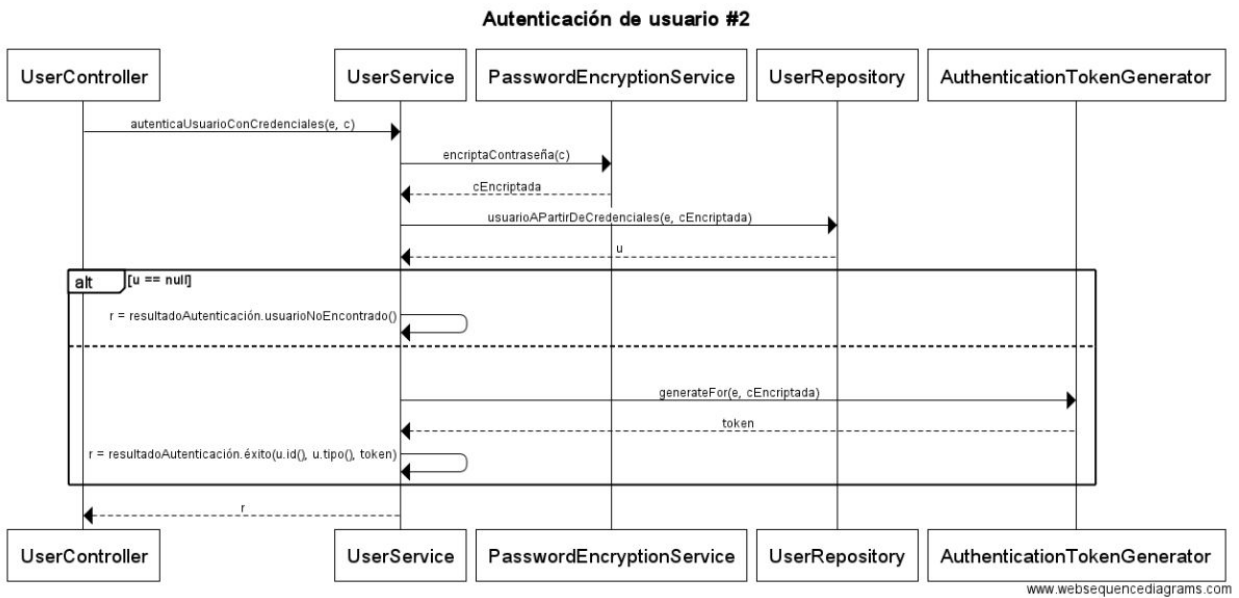 Autenticación de usuario #2
UserController UserService PasswordEncryptionService UserRepository AuthenticationTokenGenerator
autenticaUsuarioConCredenciales(e, c)
encriptaContraseña(c)
cEncriptada
usuarioAPartirDeCredenciales(e, cEncriptada)
u
alt [u == null]
r = resultadoAutenticación.usuarioNoEncontrado()
generateFor(e, cEncriptada)
token
r = resultadoAutenticación.éxito(u.id(), u.tipo(), token)
r
UserController UserService PasswordEncryptionService UserRepository AuthenticationTokenGenerator
www.websequencediagrams.com